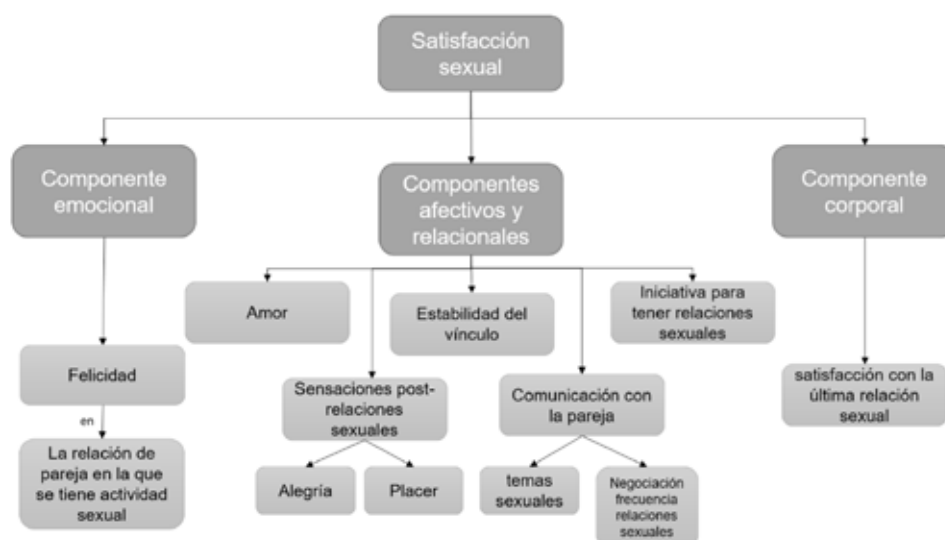 Satisfacción
sexual
Componente
emocional
Componentes
afectivos y
relacionales
Componente
corporal
Amor
Estabilidad del
vínculo
Iniciativa para
tener relaciones
sexuales
Felicidad
en
La relación de
pareja en la que
se tiene actividad
sexual
Sensaciones post-
relaciones
sexuales
Alegría
Placer
Comunicación con
la pareja
temas
sexuales
Negociación
frecuencia
relaciones
sexuales
satisfacción con la
última relación
sexual